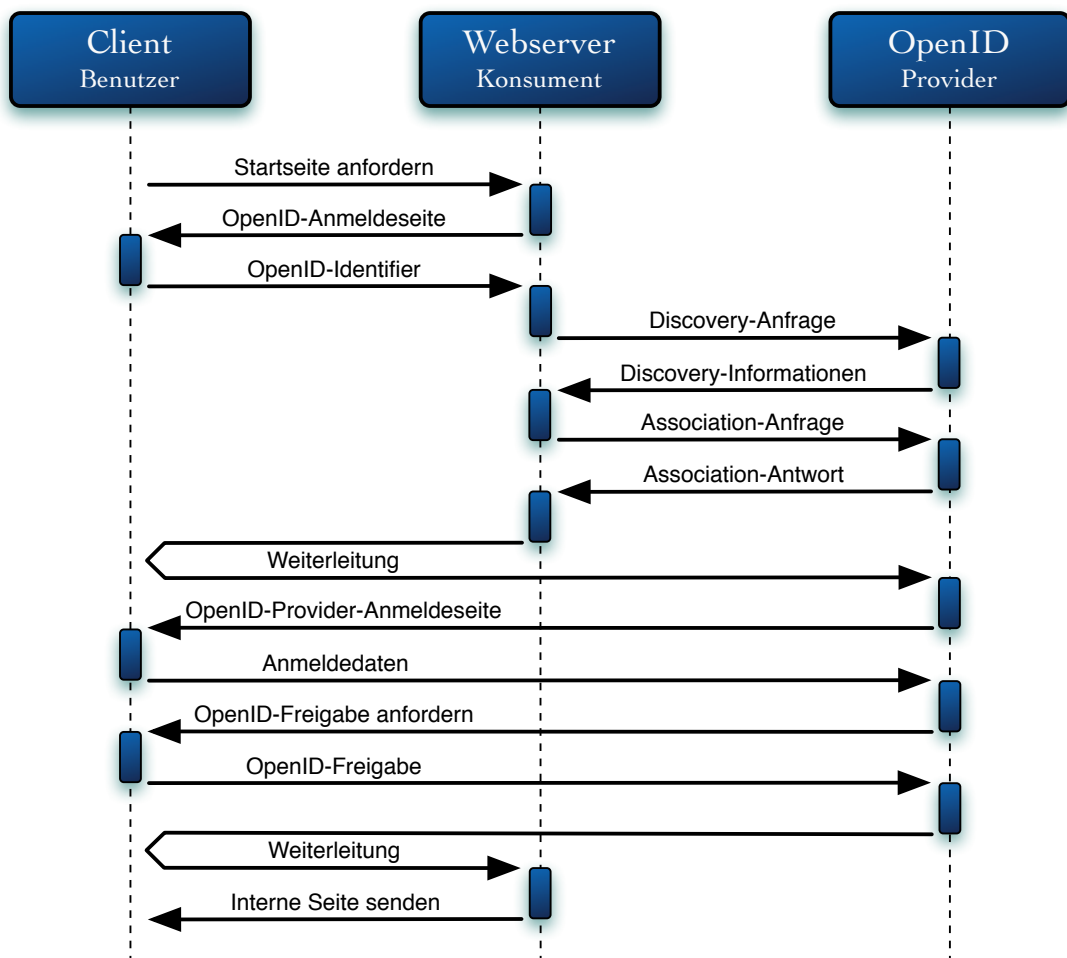 Client
Benutzer
Webserver
Konsument
OpenID
Provider
Startseite anfordern
OpenID-Anmeldeseite
OpenID-Identifier
Discovery-Anfrage
Discovery-Informationen
Association-Anfrage
Association-Antwort
Weiterleitung
OpenID-Provider-Anmeldeseite
Anmeldedaten
OpenID-Freigabe anfordern
OpenID-Freigabe
Weiterleitung
Interne Seite senden